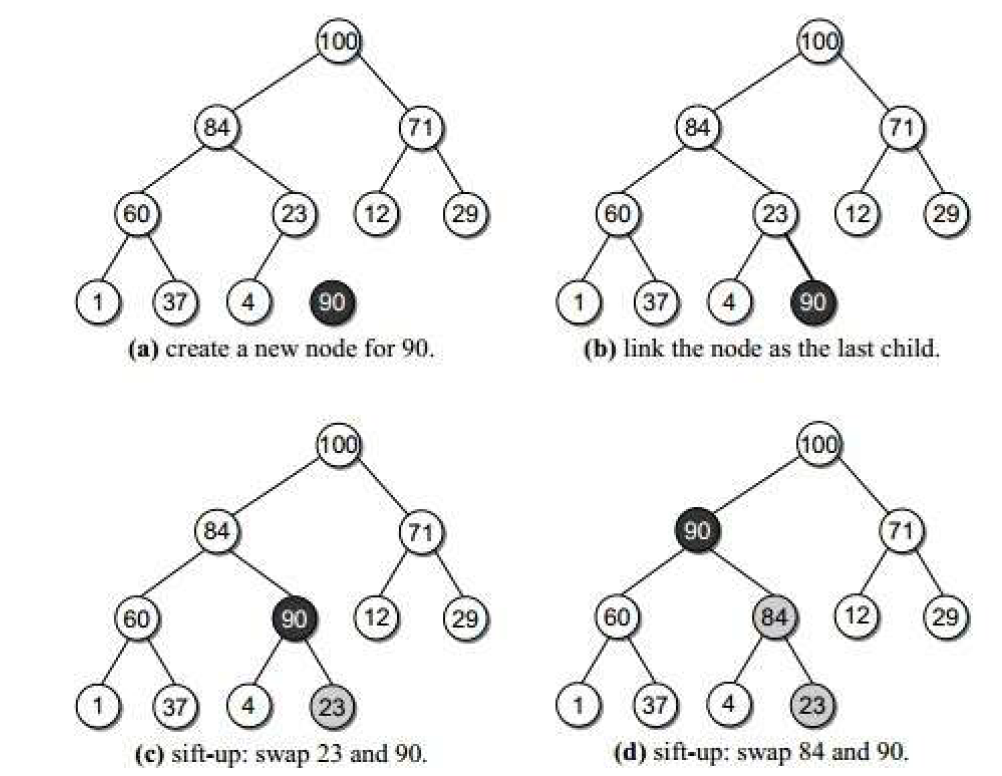 100 100
84 71 84 71
60 23 12 29 60 23 12 29
1 37 4 90 1 37 4 90
(a) create a new node for 90. (b) link the node as the last child.
100 100
84 71 90 71
60 90 12 29 60 84 12 29
1 37 4 23 1 37 4 23
(c) sift-up: swap 23 and 90. (d) sift-up: swap 84 and 90.